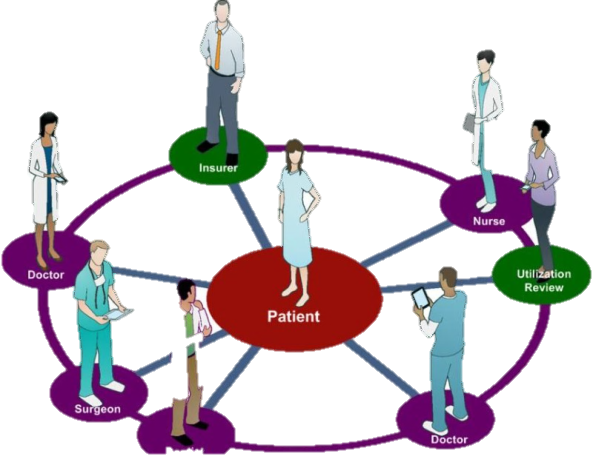 Insurer
Nurse
Doctor
Utilization
Review
Patient
Surgeon
Doctor